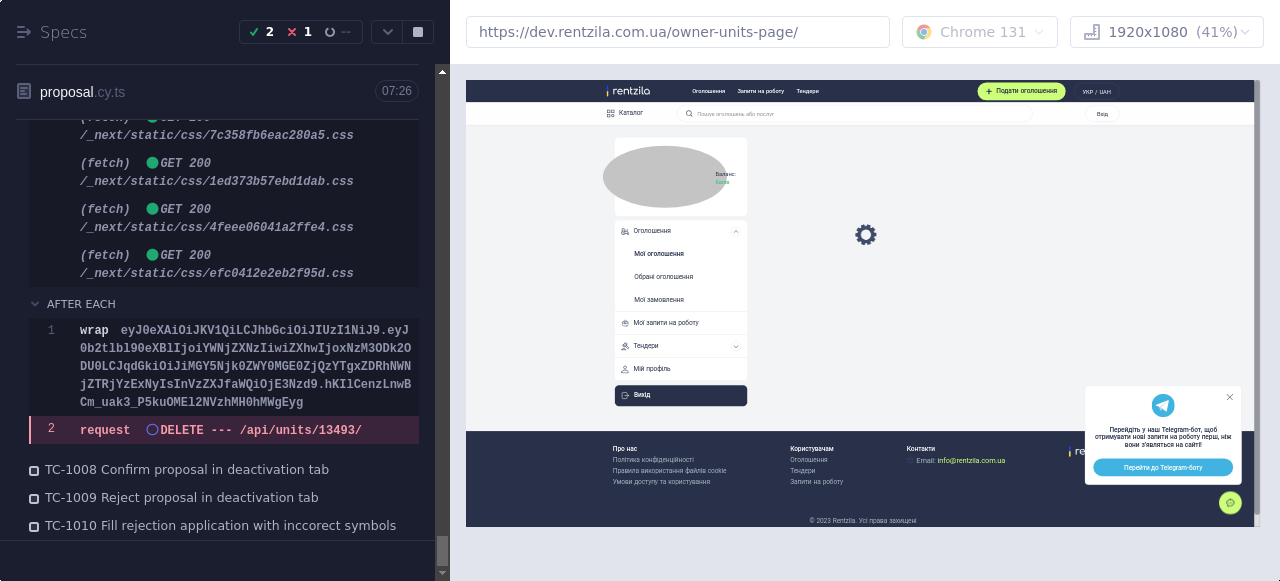 Specs
2
1
--
https://dev.rentzila.com.ua/owner-units-page/
Chrome 131
1920x1080 (41%)
proposal.cy.ts
07:26
(fetch) GET 200
/_next/static/css/7c358fb6eac280a5.css
(fetch) GET 200
/_next/static/css/1ed373b57ebd1dab.css
(fetch) GET 200
/_next/static/css/4feee06041a2ffe4.css
(fetch) GET 200
/_next/static/css/efc0412e2eb2f95d.css
AFTER EACH
1 wrap eyJ0eXAiOiJKV1QiLCJhbGciOiJIUzI1NiJ9.eyJ
0b2tlbl90eXBlIjoiYWNjZXNzIiwiZXhwIjoxNzM3ODk2O
DU0LCJqdGkiOiJiMGY5Njk0ZWY0MGE0ZjQzYTgxZDRhNWN
jZTRjYzExNyIsInVzZXJfaWQiOjE3Nzd9.hKIlCenzLnwB
Cm_uak3_P5kuOMEl2NVzhMH0hMWgEyg
2 request DELETE --- /api/units/13493/
TC-1008 Confirm proposal in deactivation tab
TC-1009 Reject proposal in deactivation tab
TC-1010 Fill rejection application with inccorect symbols
rentzila
Оголошення
Запити на роботу
Тендери
Подати оголошення
УКР / UAH
Каталог
Пошук оголошень або послуг
Вхід
Баланс:
Оголошення
Мої оголошення
Обрані оголошення
Мої замовлення
Мої запити на роботу
Тендери
Мій профіль
Вихід
Перейдіть у наш Telegram-бот, щоб
отримувати нові запити на роботу перш, ніж
вони з'являться на сайті!
Перейти до Telegram-боту
Про нас
Політика конфіденційності
Правила використання файлів cookie
Умови доступу та користування
Користувачам
Оголошення
Тендери
Запити на роботу
Контакти
Email: info@rentzila.com.ua
re
© 2023 Rentzila. Усі права захищені